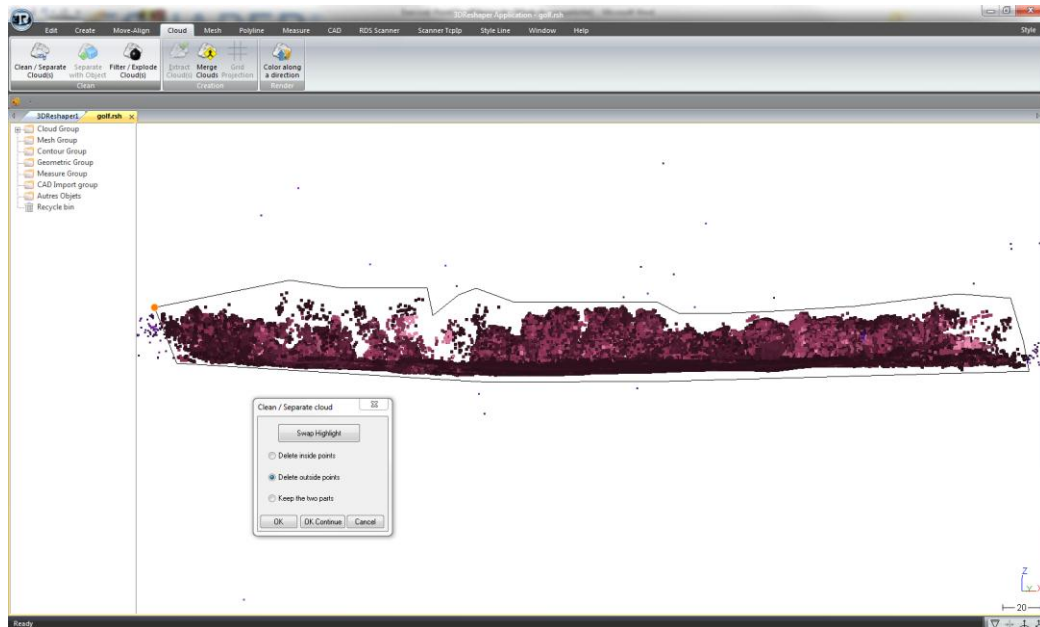 3DReshaper Application - golf.rsh
Edit Create Move-Align Cloud Mesh Polyline Measure CAD RDS Scanner Scanner TcpIp Style Line Window Help Style
Clean / Separate Cloud(s) Separate with Object Filter / Explode Cloud(s) Extract Cloud(s) Merge Clouds Grid Projection Color along a direction
Clean Creation Render
3DReshaper1 golf.rsh
Cloud Group
Mesh Group
Contour Group
Geometric Group
Measure Group
CAD Import group
Autres Objets
Recycle bin
Clean / Separate cloud
Swap Highlight
Delete inside points
Delete outside points
Keep the two parts
OK OK Continue Cancel
Z
Y
20
Ready